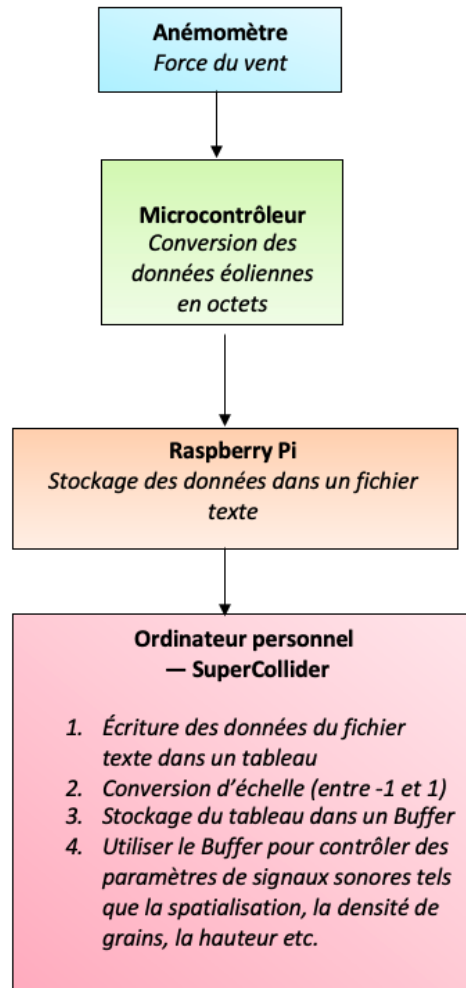 Anémomètre
Force du vent
Microcontrôleur
Conversion des
données éoliennes
en octets
Raspberry Pi
Stockage des données dans un fichier
texte
Ordinateur personnel
— SuperCollider
1. Écriture des données du fichier
texte dans un tableau
2. Conversion d’échelle (entre -1 et 1)
3. Stockage du tableau dans un Buffer
4. Utiliser le Buffer pour contrôler des
paramètres de signaux sonores tels
que la spatialisation, la densité de
grains, la hauteur etc.